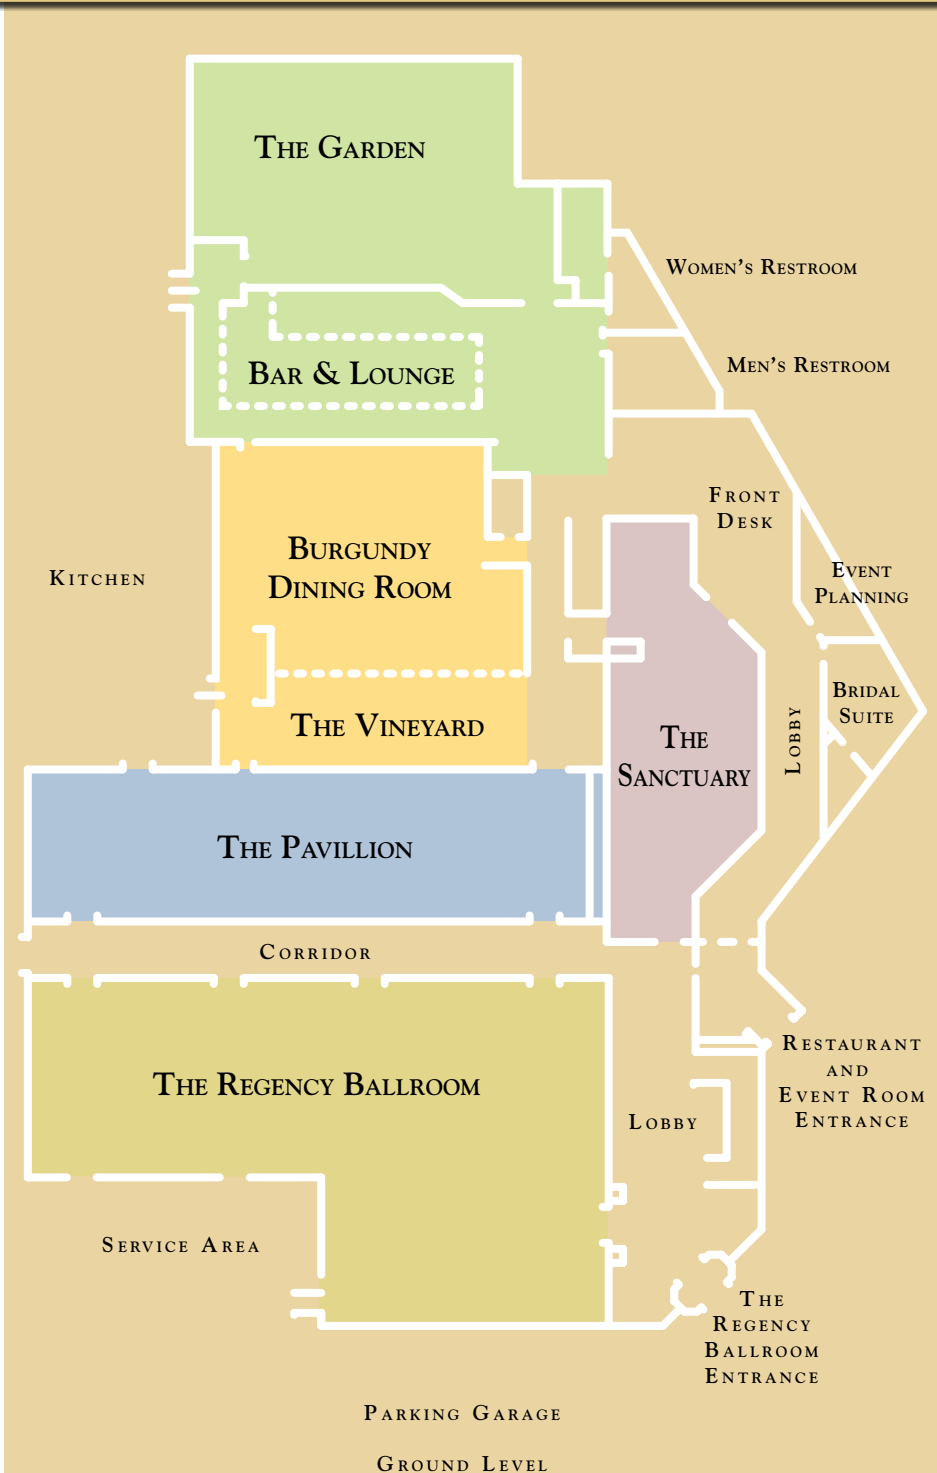 The Garden
Women's Restroom
Men's Restroom
Bar & Lounge
Front
Desk
Burgundy
Dining Room
Kitchen
Event
Planning
Bridal
Suite
The Vineyard
Lobby
The
Sanctuary
The Pavillion
Corridor
Restaurant
and
Event Room
Entrance
The Regency Ballroom
Lobby
Service Area
The
Regency
Ballroom
Entrance
Parking Garage
Ground Level